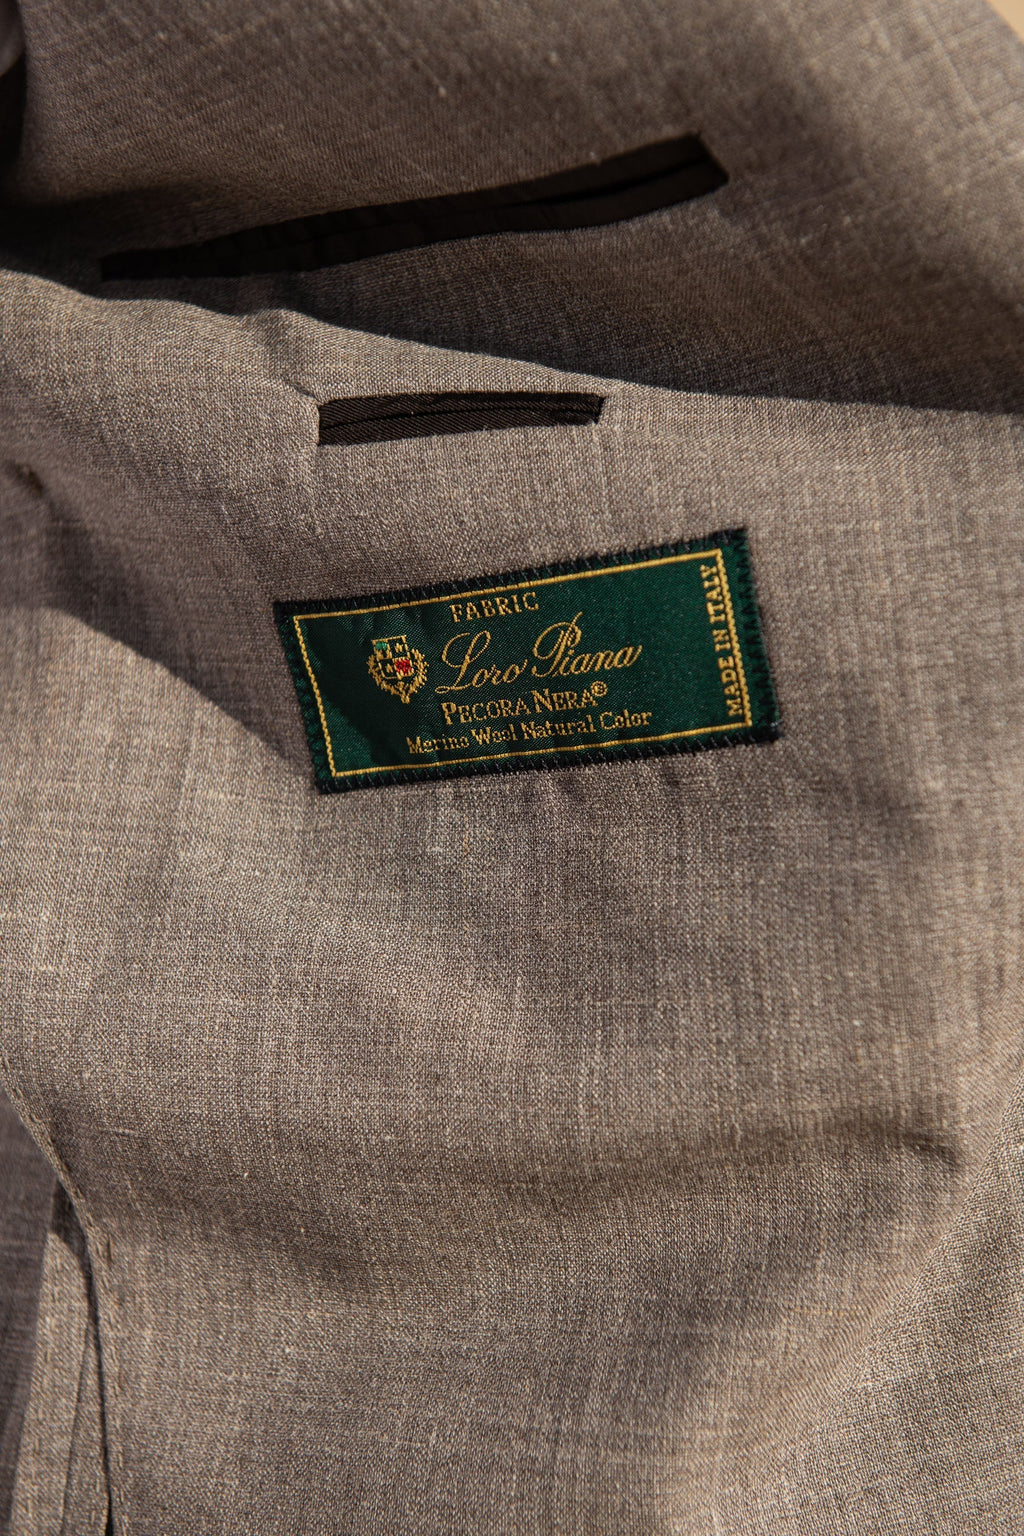 FABRIC
Loro Piana
PECORA NERA®
Merino Wool Natural Color
MADE IN ITALY